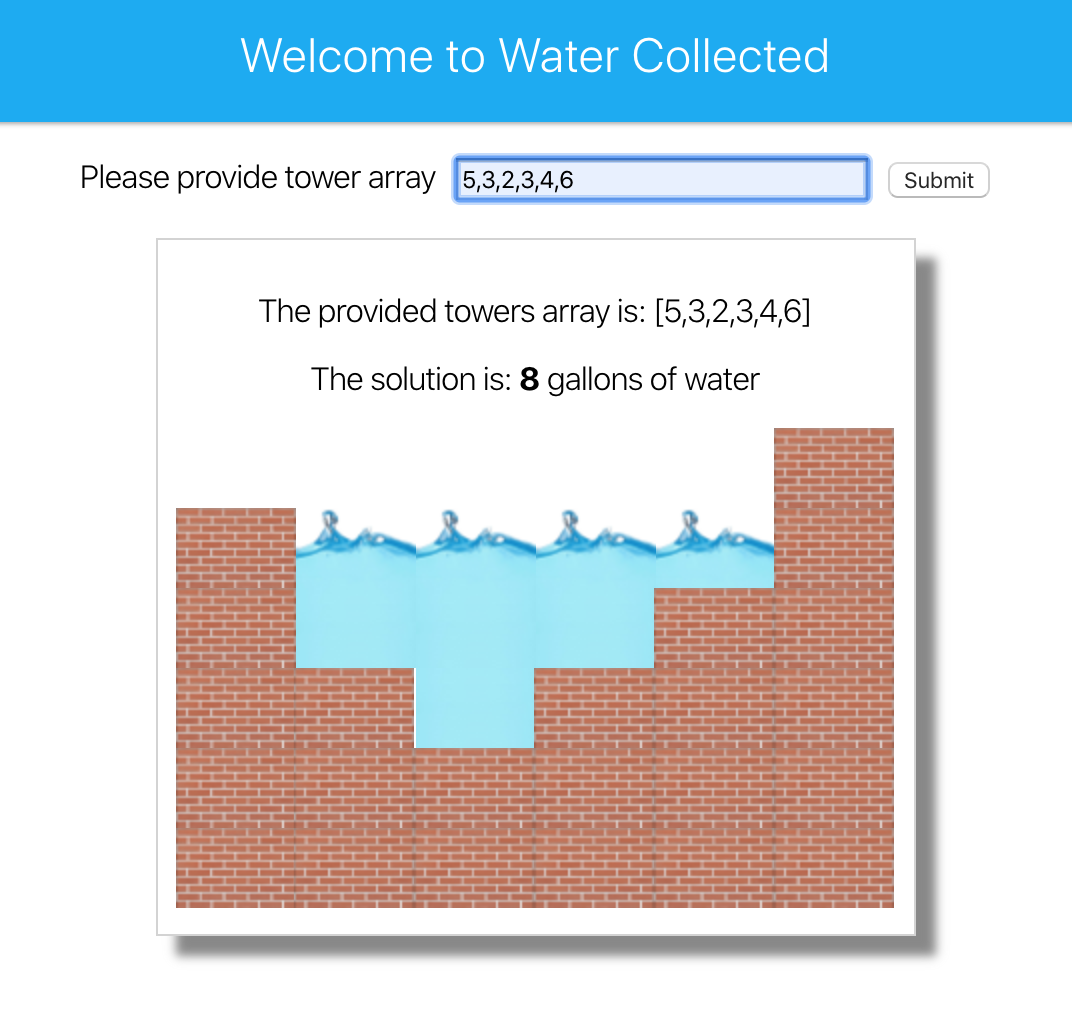 Welcome to Water Collected
Please provide tower array 5,3,2,3,4,6 Submit
The provided towers array is: [5,3,2,3,4,6]
The solution is: 8 gallons of water